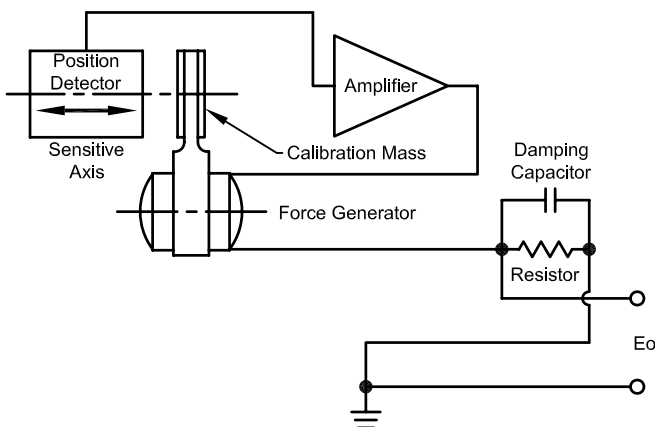 Position
Detector
Amplifier
Sensitive
Axis
Calibration Mass
Damping
Capacitor
Force Generator
Resistor
Eo